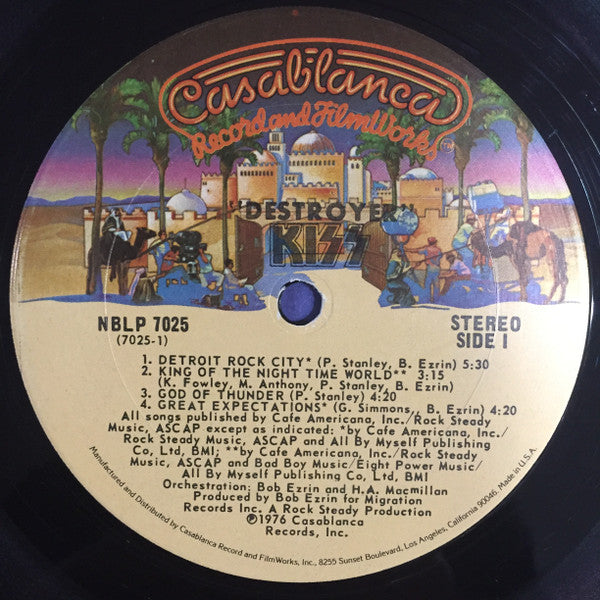 Casablanca
Record and FilmWorks
"DESTROYER"
KISS
NBLP 7025
(7025-1)
STEREO
SIDE I
1. DETROIT ROCK CITY* (P. Stanley, B. Ezrin) 5:30
2. KING OF THE NIGHT TIME WORLD** 3:15
(K. Fowley, M. Anthony, P. Stanley, B. Ezrin)
3. GOD OF THUNDER (P. Stanley) 4:20
4. GREAT EXPECTATIONS* (G. Simmons,, B. Ezrin) 4:20
All songs published by Cafe Americana, Inc./Rock Steady
Music, ASCAP except as indicated: *by Cafe Americana, Inc./
Rock Steady Music, ASCAP and All By Myself Publishing
Co, Ltd, BMI; **by Cafe Americana, Inc./Rock Steady
Music, ASCAP and Bad Boy Music/Eight Power Music/
All By Myself Publishing Co, Ltd, BMI
Orchestration: Bob Ezrin and H.A. Macmillan
Produced by Bob Ezrin for Migration
Records Inc. A Rock Steady Production
℗1976 Casablanca
Records, Inc.
Manufactured and Distributed by Casablanca Record and FilmWorks, Inc., 8255 Sunset Boulevard, Los Angeles, California 90046, Made in U.S.A.